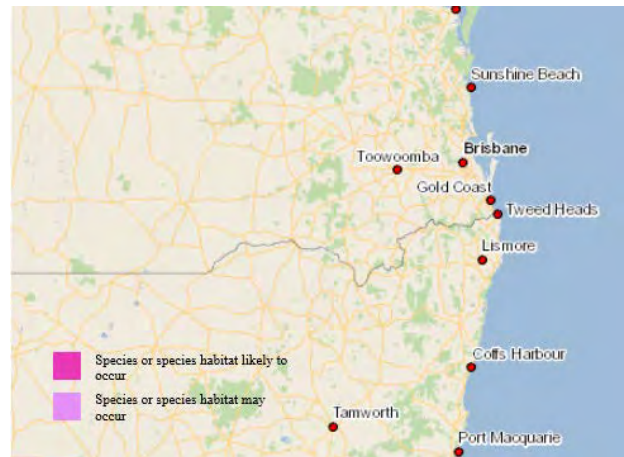 Sunshine Beach
Brisbane
Toowoomba
Gold Coast
Tweed Heads
Lismore
Species or species habitat likely to
occur
Coffs Harbour
Species or species habitat may
occur
Tamworth
Port Macquarie